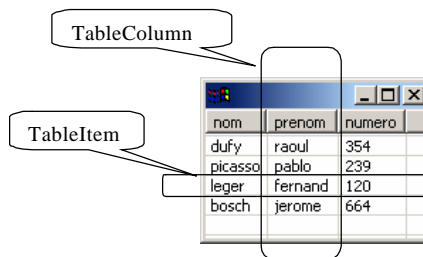 TableColumn
TableItem
nom prenom numero
dufy raoul 354
picasso pablo 239
leger fernand 120
bosch jerome 664